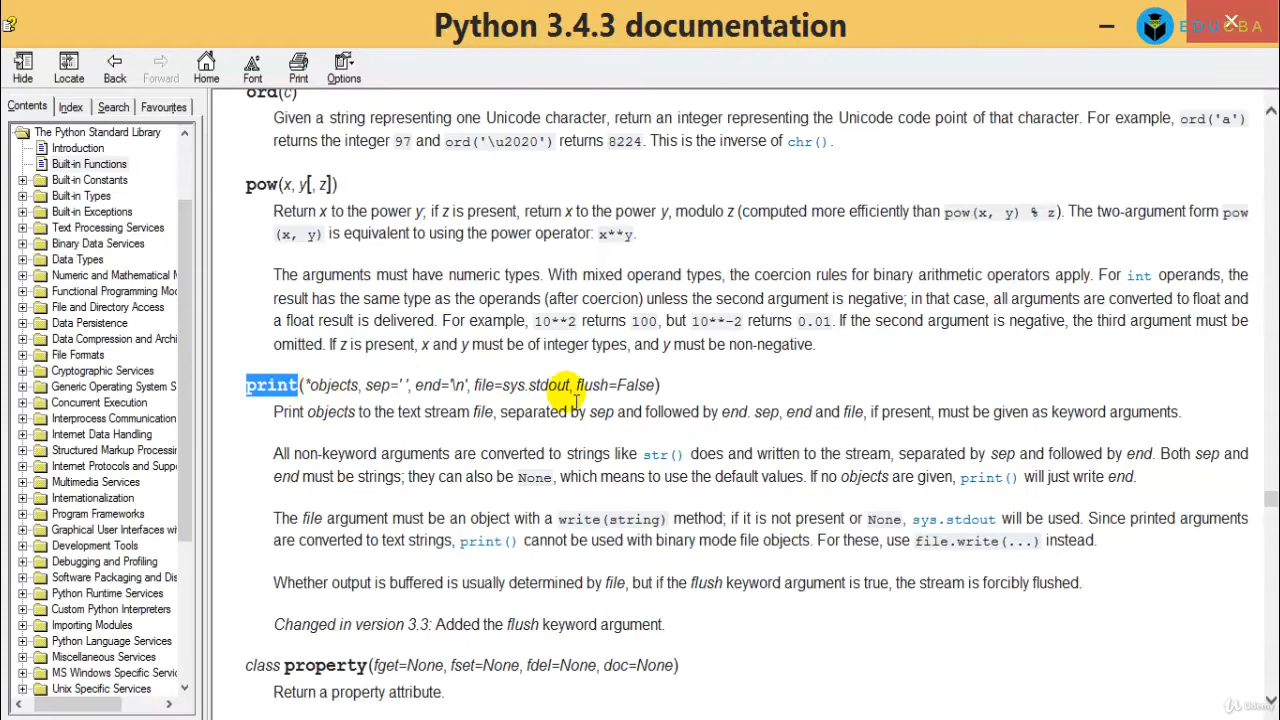 Python 3.4.3 documentation
EDUCBA
Hide Locate Back Forward Home Font Print Options
Contents Index Search Favourites
The Python Standard Library
Introduction
Built-in Functions
Built-in Constants
Built-in Types
Built-in Exceptions
Text Processing Services
Binary Data Services
Data Types
Numeric and Mathematical M
Functional Programming Mod
File and Directory Access
Data Persistence
Data Compression and Archi
File Formats
Cryptographic Services
Generic Operating System S
Concurrent Execution
Interprocess Communication
Internet Data Handling
Structured Markup Processin
Internet Protocols and Suppo
Multimedia Services
Internationalization
Program Frameworks
Graphical User Interfaces wit
Development Tools
Debugging and Profiling
Software Packaging and Dis
Python Runtime Services
Custom Python Interpreters
Importing Modules
Python Language Services
Miscellaneous Services
MS Windows Specific Servic
Unix Specific Services
ord(c)
Given a string representing one Unicode character, return an integer representing the Unicode code point of that character. For example, ord('a')
returns the integer 97 and ord('\u2020') returns 8224. This is the inverse of chr().
pow(x, y[, z])
Return x to the power y; if z is present, return x to the power y, modulo z (computed more efficiently than pow(x, y) % z). The two-argument form pow
(x, y) is equivalent to using the power operator: x**y.
The arguments must have numeric types. With mixed operand types, the coercion rules for binary arithmetic operators apply. For int operands, the
result has the same type as the operands (after coercion) unless the second argument is negative; in that case, all arguments are converted to float and
a float result is delivered. For example, 10**2 returns 100, but 10**-2 returns 0.01. If the second argument is negative, the third argument must be
omitted. If z is present, x and y must be of integer types, and y must be non-negative.
print(*objects, sep=' ', end='\n', file=sys.stdout, flush=False)
Print objects to the text stream file, separated by sep and followed by end. sep, end and file, if present, must be given as keyword arguments.
All non-keyword arguments are converted to strings like str() does and written to the stream, separated by sep and followed by end. Both sep and
end must be strings; they can also be None, which means to use the default values. If no objects are given, print() will just write end.
The file argument must be an object with a write(string) method; if it is not present or None, sys.stdout will be used. Since printed arguments
are converted to text strings, print() cannot be used with binary mode file objects. For these, use file.write(...) instead.
Whether output is buffered is usually determined by file, but if the flush keyword argument is true, the stream is forcibly flushed.
Changed in version 3.3: Added the flush keyword argument.
class property(fget=None, fset=None, fdel=None, doc=None)
Return a property attribute.
Udemy